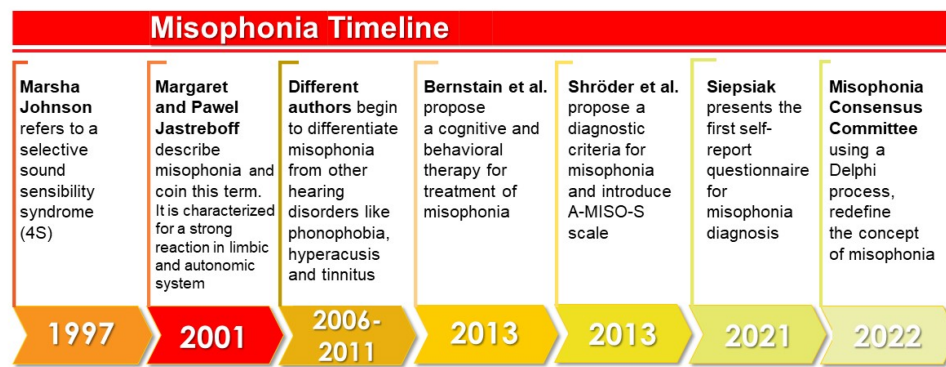 Misophonia Timeline
Marsha
Johnson
refers to a
selective
sound
sensibility
syndrome
(4S)
1997
Margaret
and Pawel
Jastreboff
describe
misophonia and
coin this term.
It is characterized
for a strong
reaction in limbic
and autonomic
system
2001
Different
authors begin
to differentiate
misophonia
from other
hearing
disorders like
phonophobia,
hyperacusis
and tinnitus
2006-
2011
Bernstain et al.
propose
a cognitive and
behavioral
therapy for
treatment of
misophonia
2013
Shröder et al.
propose a
diagnostic
criteria for
misophonia
and introduce
A-MISO-S
scale
2013
Siepsiak
presents the
first self-
report
questionnaire
for
misophonia
diagnosis
2021
Misophonia
Consensus
Committee
using a
Delphi
process,
redefine
the concept
of misophonia
2022